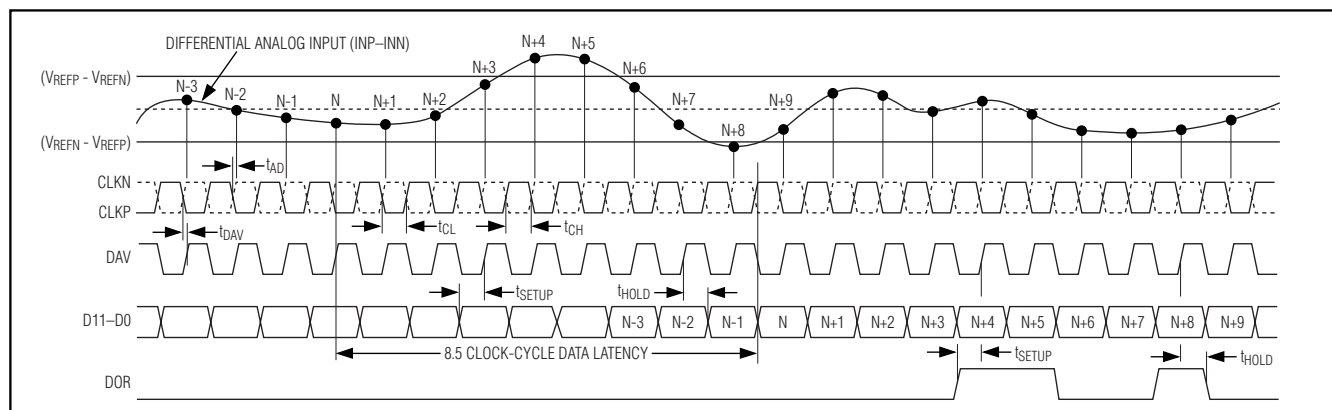 DIFFERENTIAL ANALOG INPUT (INP–INN)
(VREFP - VREFN)
(VREFN - VREFP)
N-3
N-2
N-1
N
N+1
N+2
N+3
N+4
N+5
N+6
N+7
N+8
N+9
tAD
CLKN
CLKP
tDAV
tCL
tCH
DAV
tSETUP
tHOLD
D11–D0
N-3
N-2
N-1
N
N+1
N+2
N+3
N+4
N+5
N+6
N+7
N+8
N+9
8.5 CLOCK-CYCLE DATA LATENCY
tSETUP
tHOLD
DOR